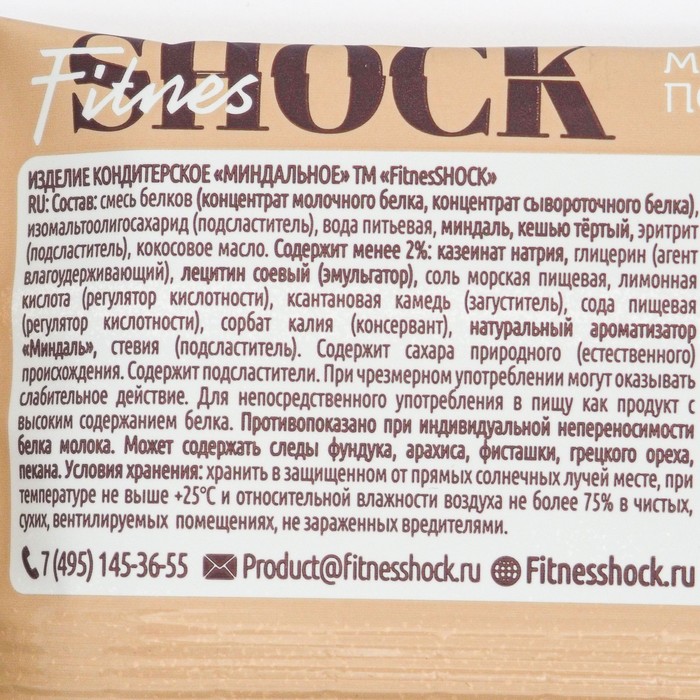 Fitnes SHOCK
ИЗДЕЛИЕ КОНДИТЕРСКОЕ «МИНДАЛЬНОЕ» ТМ «FitnesSHOCK»
RU: Состав: смесь белков (концентрат молочного белка, концентрат сывороточного белка),
изомальтоолигосахарид (подсластитель), вода питьевая, миндаль, кешью тёртый, эритрит
(подсластитель), кокосовое масло. Содержит менее 2%: казеинат натрия, глицерин (агент
влагоудерживающий), лецитин соевый (эмульгатор), соль морская пищевая, лимонная
кислота (регулятор кислотности), ксантановая камедь (загуститель), сода пищевая
(регулятор кислотности), сорбат калия (консервант), натуральный ароматизатор
«Миндаль», стевия (подсластитель). Содержит сахара природного (естественного)
происхождения. Содержит подсластители. При чрезмерном употреблении могут оказывать
слабительное действие. Для непосредственного употребления в пищу как продукт с
высоким содержанием белка. Противопоказано при индивидуальной непереносимости
белка молока. Может содержать следы фундука, арахиса, фисташки, грецкого ореха,
пекана. Условия хранения: хранить в защищенном от прямых солнечных лучей месте, при
температуре не выше +25°C и относительной влажности воздуха не более 75% в чистых,
сухих, вентилируемых помещениях, не зараженных вредителями.
7 (495) 145-36-55 Product@fitnesshock.ru Fitnesshock.ru